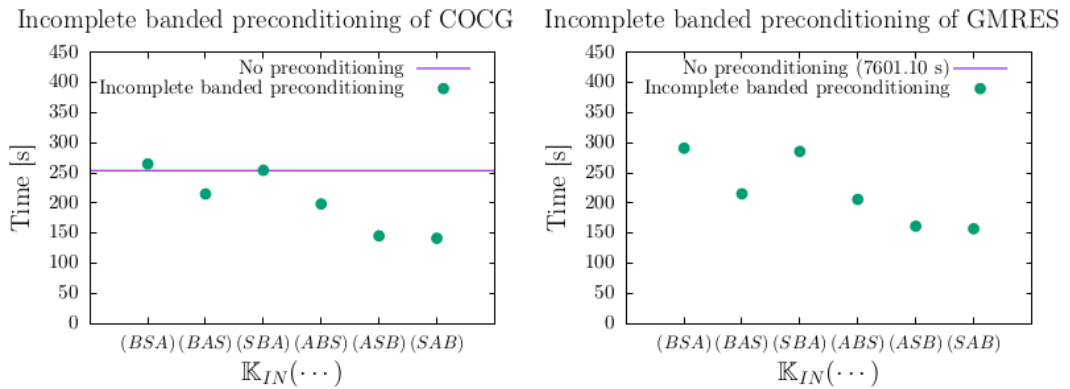 Incomplete banded preconditioning of COCG
450
400
350
300
250
200
150
100
50
0
Time [s]
No preconditioning
Incomplete banded preconditioning
(BSA) (BAS) (SBA) (ABS) (ASB) (SAB)
𝕂IN(···)
Incomplete banded preconditioning of GMRES
450
400
350
300
250
200
150
100
50
0
Time [s]
No preconditioning (7601.10 s)
Incomplete banded preconditioning
(BSA) (BAS) (SBA) (ABS) (ASB) (SAB)
𝕂IN(···)